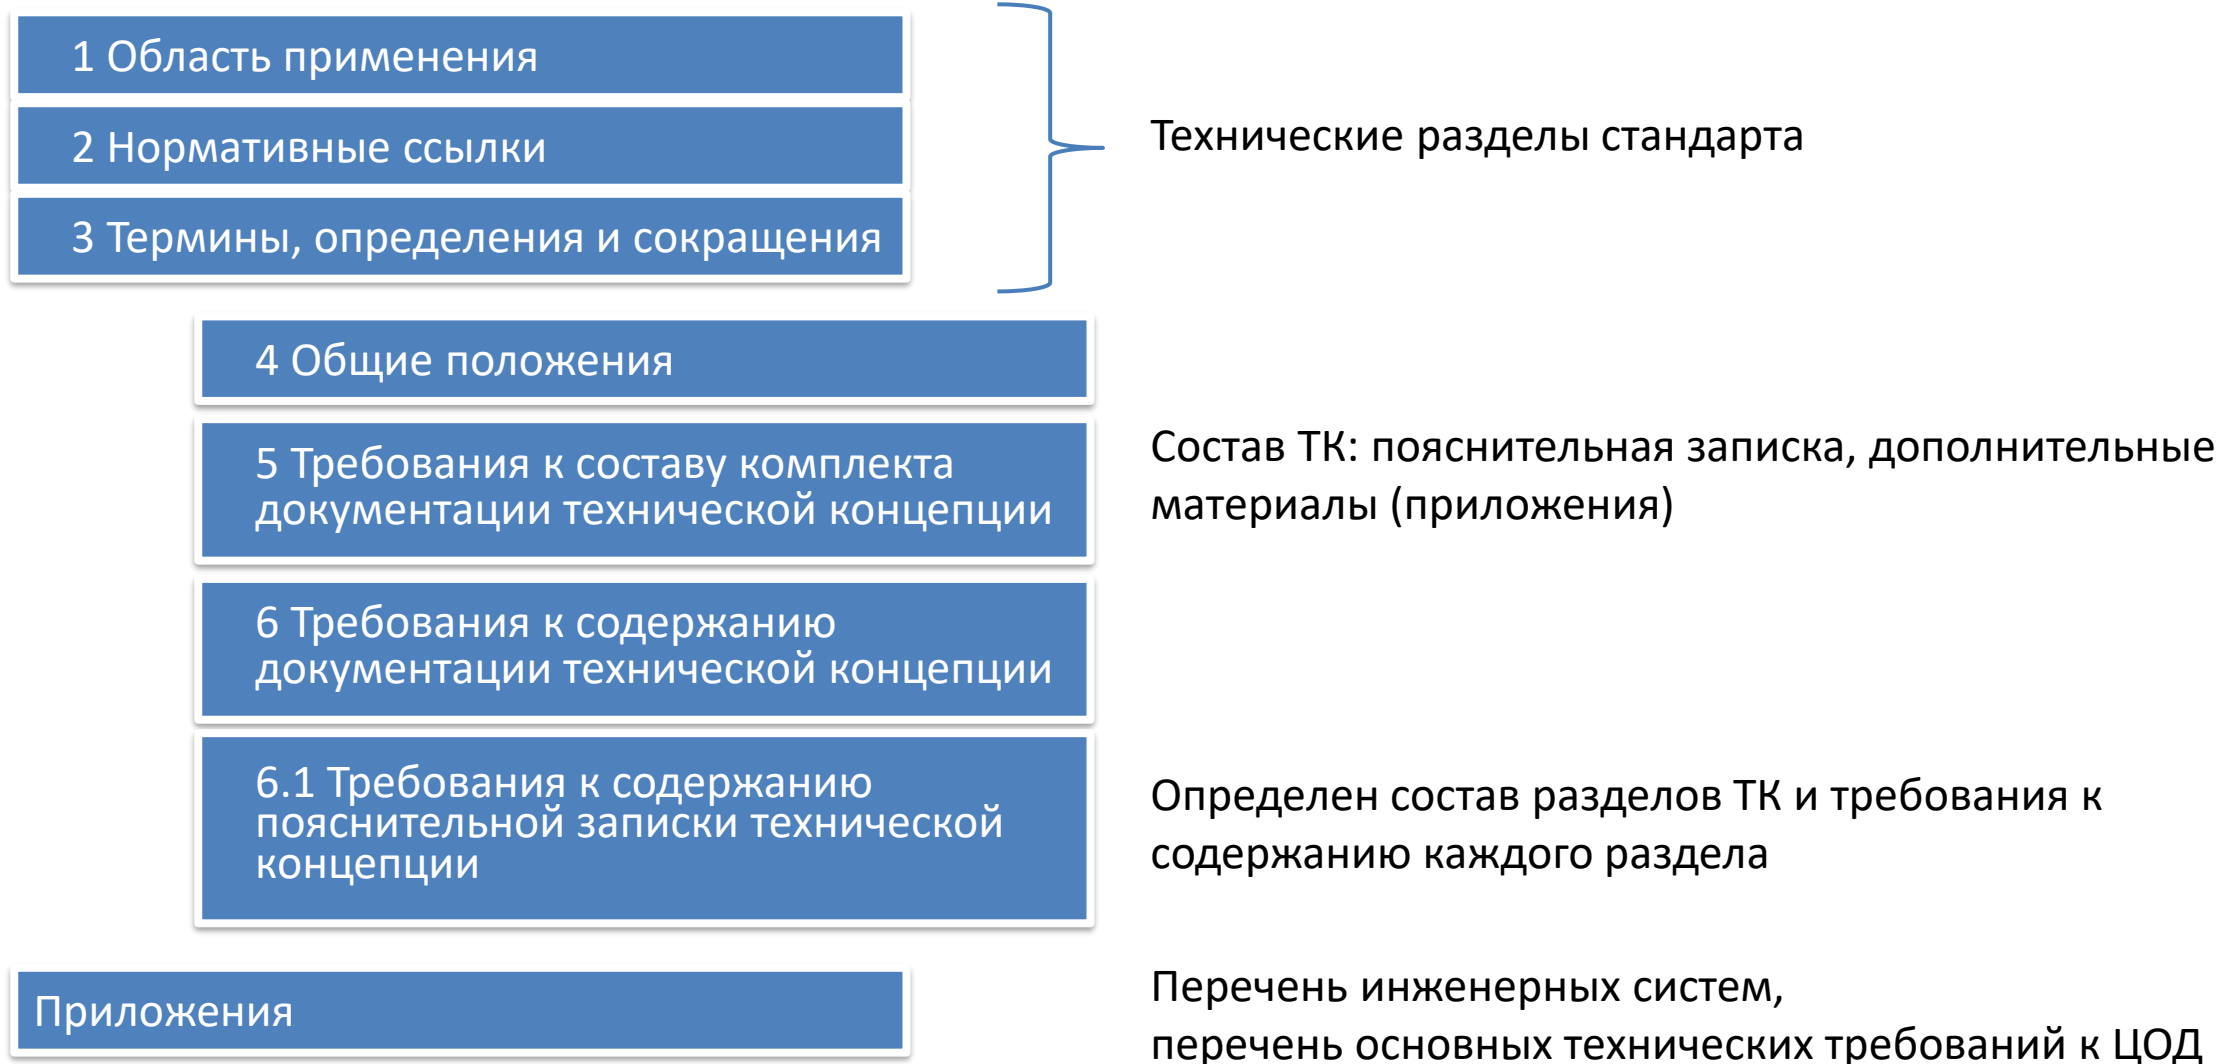 1 Область применения
2 Нормативные ссылки
3 Термины, определения и сокращения
Технические разделы стандарта
4 Общие положения
5 Требования к составу комплекта
документации технической концепции
Состав ТК: пояснительная записка, дополнительные
материалы (приложения)
6 Требования к содержанию
документации технической концепции
6.1 Требования к содержанию
пояснительной записки технической
концепции
Определен состав разделов ТК и требования к
содержанию каждого раздела
Приложения
Перечень инженерных систем,
перечень основных технических требований к ЦОД